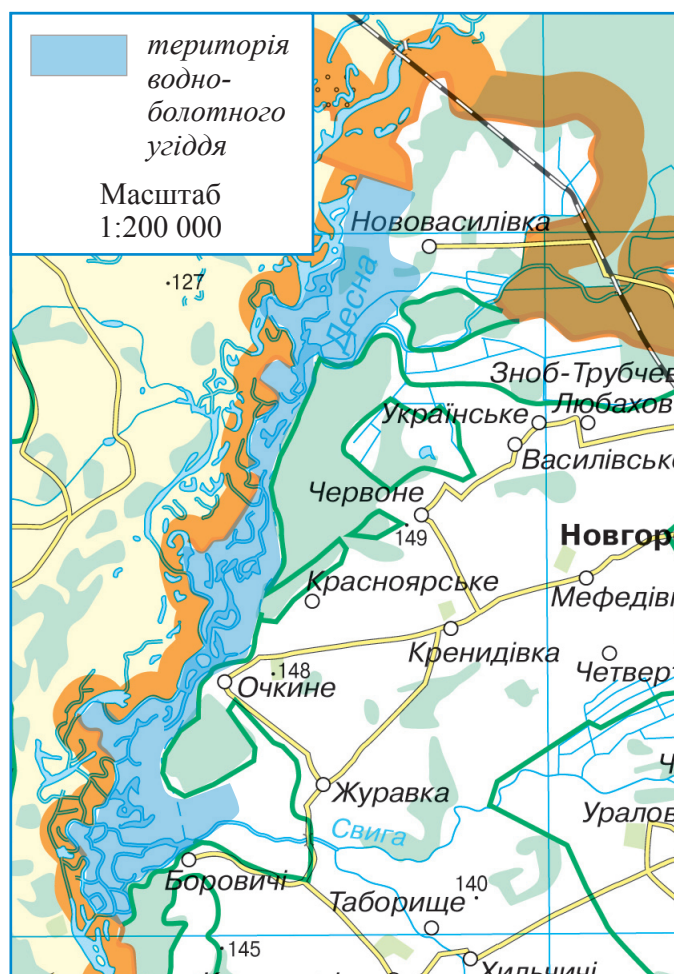 територія
водно-
болотного
угіддя
Масштаб
1:200 000
Нововасилівка
Десна
127
Зноб-Трубчев
Українське
Любахов
Василівськ
Червоне
149
Новгор
Красноярське
Мефедів
Кренидівка
Четверт
148
Очкине
Журавка
Свига
Уралов
Боровичі
Таборище
140
145
Хильчичі